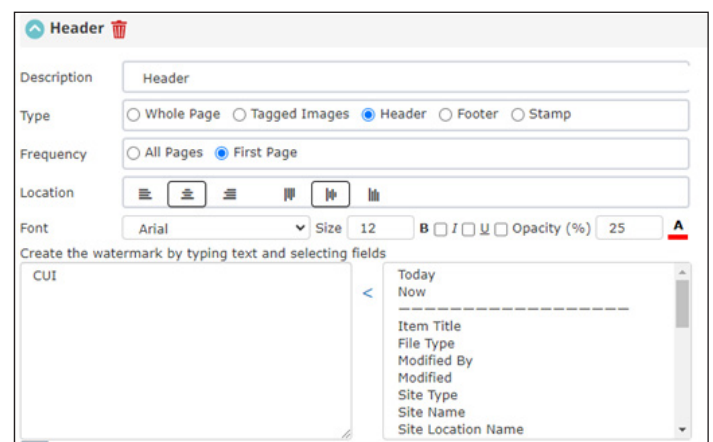 Header
Description Header
Type Whole Page Tagged Images Header Footer Stamp
Frequency All Pages First Page
Location
Font Arial Size 12 B I U Opacity (%) 25 A
Create the watermark by typing text and selecting fields
CUI < Today
Now
Item Title
File Type
Modified By
Modified
Site Type
Site Name
Site Location Name